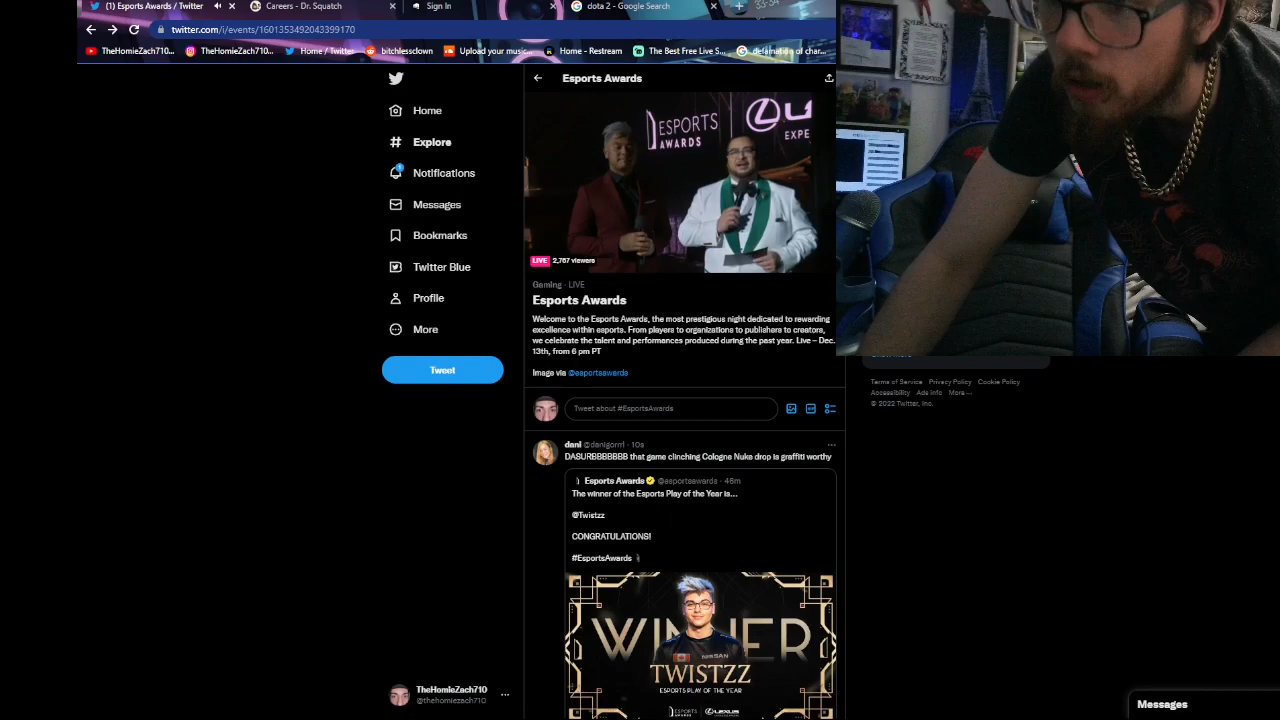 (1) Esports Awards / Twitter
Careers - Dr. Squatch
Sign In
dota 2 - Google Search
33:54
twitter.com/i/events/1601353492043399170
TheHomieZach710...
TheHomieZach710...
Home / Twitter
bitchlessclown
Upload your music...
Home - Restream
The Best Free Live S...
defamation of char...
Esports Awards
Home
Explore
Notifications
Messages
Bookmarks
Twitter Blue
Profile
More
Tweet
ESPORTS AWARDS
EXPE
LIVE 2,767 viewers
Gaming · LIVE
Esports Awards
Welcome to the Esports Awards, the most prestigious night dedicated to rewarding
excellence within esports. From players to organizations to publishers to creators,
we celebrate the talent and performances produced during the past year. Live – Dec.
13th, from 6 pm PT
Image via @esportsawards
Tweet about #EsportsAwards
dani @danigorrrl · 10s
DASURBBBBBBB that game clinching Cologne Nuke drop is graffiti worthy
Esports Awards @esportsawards · 46m
The winner of the Esports Play of the Year is...
@Twistzz
CONGRATULATIONS!
#EsportsAwards
WINNER
NISSAN
TWISTZZ
ESPORTS PLAY OF THE YEAR
ESPORTS AWARDS LEXUS
Show more
Terms of Service Privacy Policy Cookie Policy
Accessibility Ads info More ···
© 2022 Twitter, Inc.
TheHomieZach710
@thehomiezach710
Messages